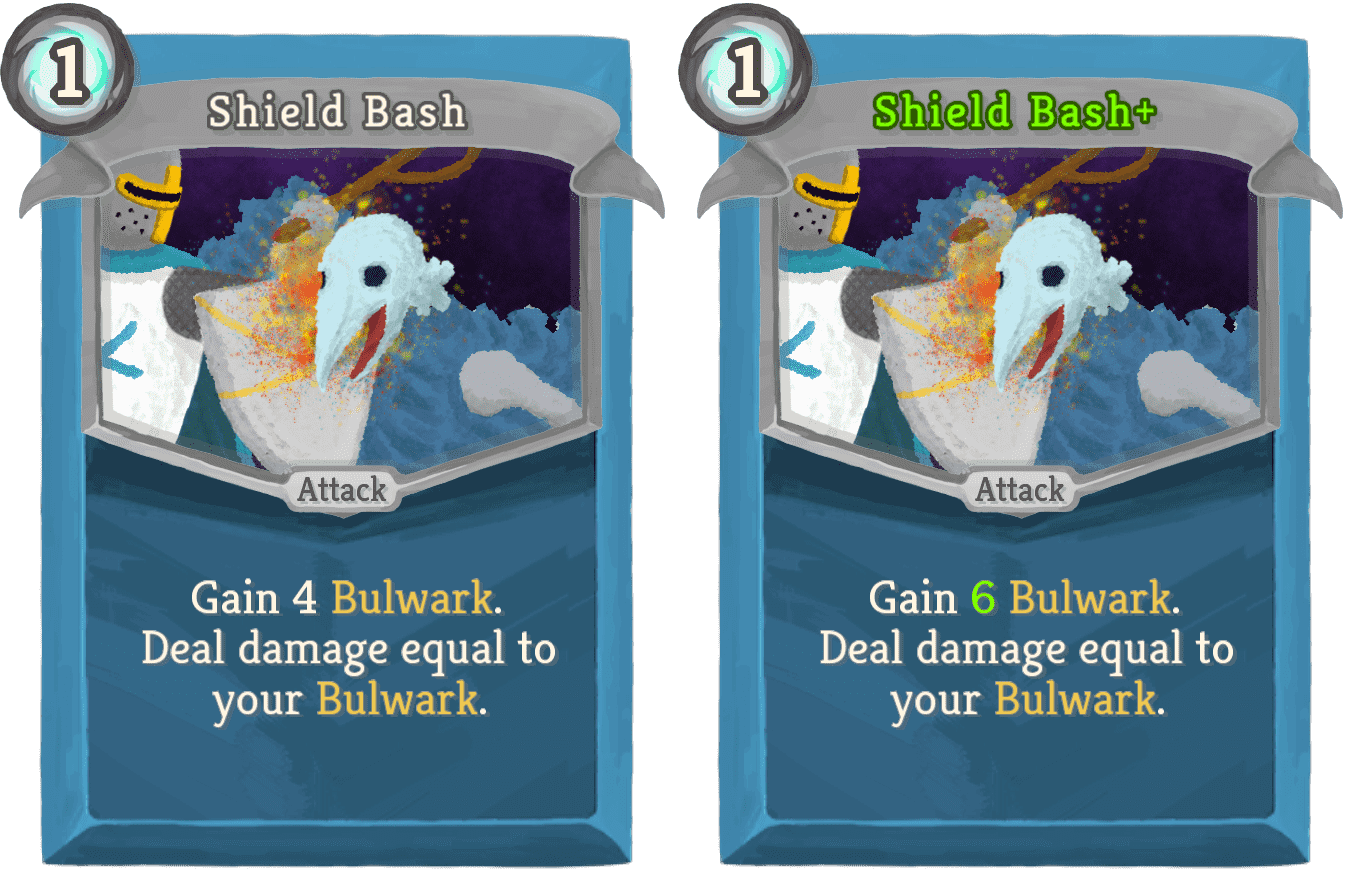 1
Shield Bash
Attack
Gain 4 Bulwark.
Deal damage equal to
your Bulwark.
1
Shield Bash+
Attack
Gain 6 Bulwark.
Deal damage equal to
your Bulwark.